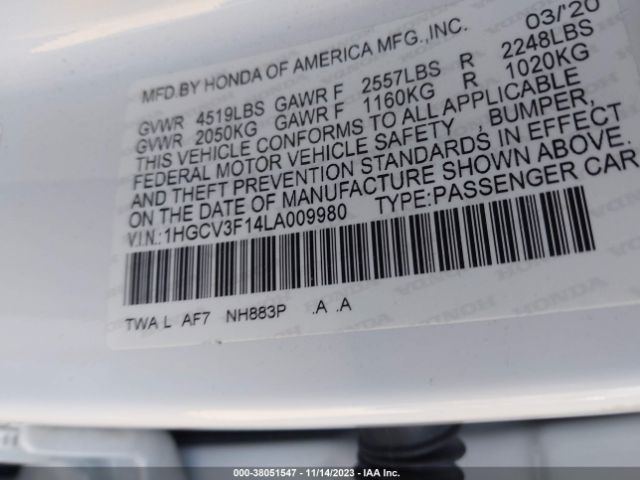 MFD.BY HONDA OF AMERICA MFG.,INC. 03/'20
GVWR 4519LBS GAWR F 2557LBS R 2248LBS
GVWR 2050KG GAWR F 1160KG R 1020KG
THIS VEHICLE CONFORMS TO ALL APPLICABLE
FEDERAL MOTOR VEHICLE SAFETY , BUMPER,
AND THEFT PREVENTION STANDARDS IN EFFECT
ON THE DATE OF MANUFACTURE SHOWN ABOVE.
V.I.N.:1HGCV3F14LA009980 TYPE:PASSENGER CAR
TWA L AF7 NH883P .A .A
000-38051547 - 11/14/2023 - IAA Inc.